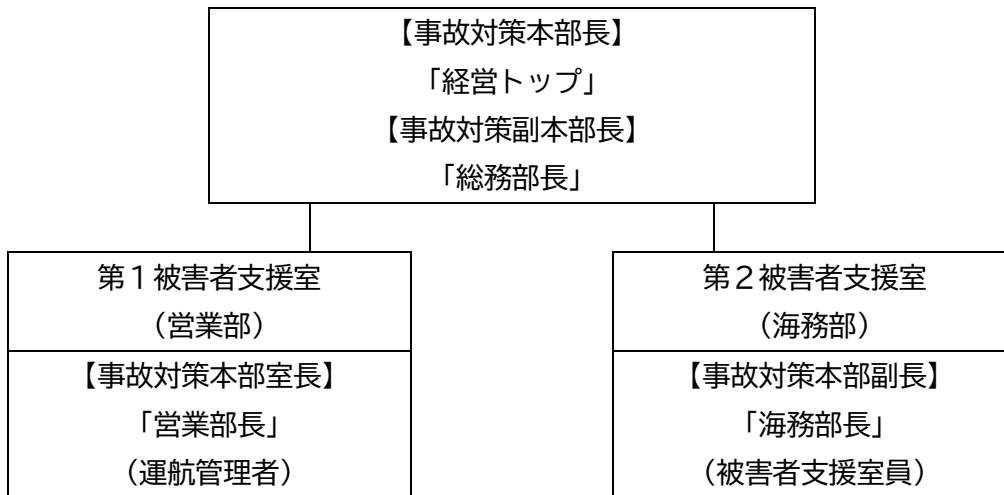 【事故対策本部長】
「経営トップ」
【事故対策副本部長】
「総務部長」
第1被害者支援室
(営業部)
【事故対策本部室長】
「営業部長」
(運航管理者)
第2被害者支援室
(海務部)
【事故対策本部副長】
「海務部長」
(被害者支援室員)